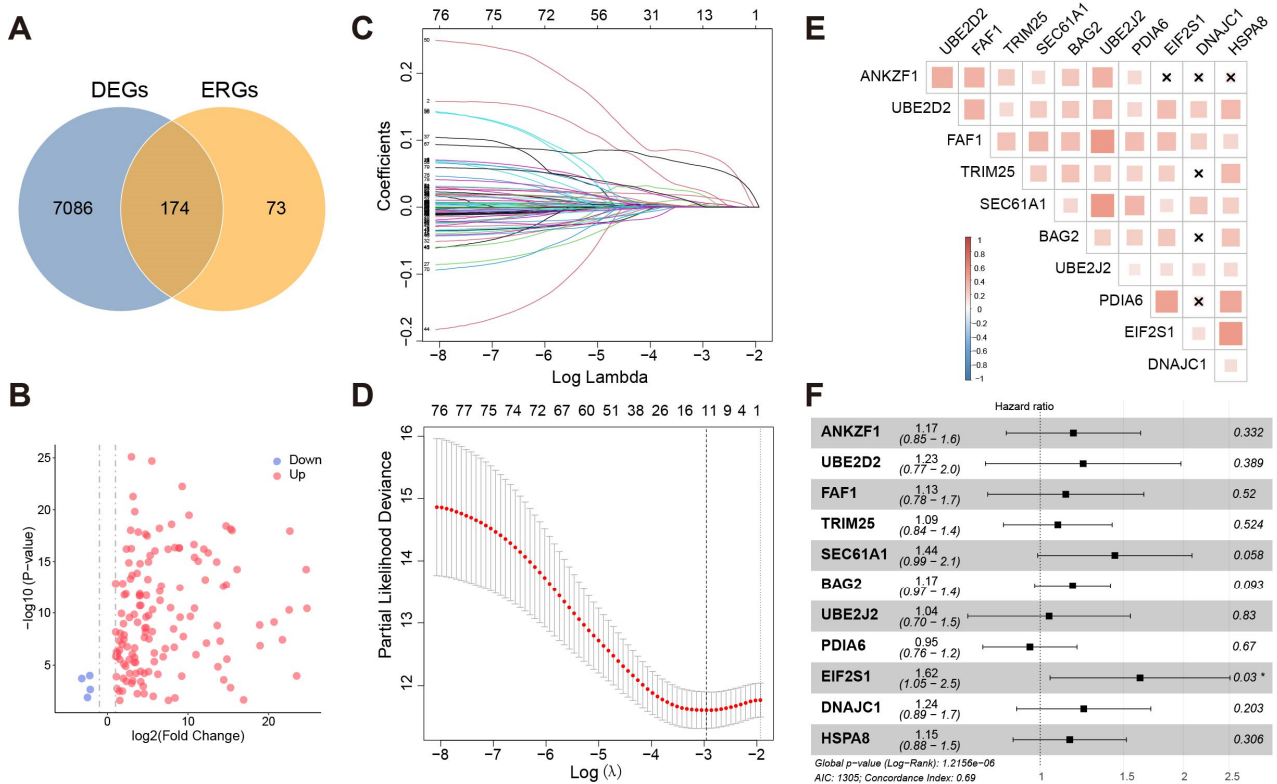 A
DEGs ERGs
7086 174 73
B
25
20
15
10
5
−log10 (P−value)
0 10 20
log2(Fold Change)
Down
Up
C
76 75 72 56 31 13 1
0.2
0.1
0.0
−0.1
−0.2
Coefficients
50
2
37
67
32
27
70
44
−8 −7 −6 −5 −4 −3 −2
Log Lambda
D
76 77 75 74 72 67 60 51 38 26 16 11 9 4 1
16
15
14
13
12
Partial Likelihood Deviance
−8 −7 −6 −5 −4 −3 −2
Log (λ)
E
UBE2D2 FAF1 TRIM25 SEC61A1 BAG2 UBE2J2 PDIA6 EIF2S1 DNAJC1 HSPA8
ANKZF1
UBE2D2
FAF1
TRIM25
SEC61A1
BAG2
UBE2J2
PDIA6
EIF2S1
DNAJC1
1
0.8
0.6
0.4
0.2
0
−0.2
−0.4
−0.6
−0.8
−1
F
Hazard ratio
ANKZF1 1.17 (0.85 − 1.6) 0.332
UBE2D2 1.23 (0.77 − 2.0) 0.389
FAF1 1.13 (0.78 − 1.7) 0.52
TRIM25 1.09 (0.84 − 1.4) 0.524
SEC61A1 1.44 (0.99 − 2.1) 0.058
BAG2 1.17 (0.97 − 1.4) 0.093
UBE2J2 1.04 (0.70 − 1.5) 0.83
PDIA6 0.95 (0.76 − 1.2) 0.67
EIF2S1 1.62 (1.05 − 2.5) 0.03 *
DNAJC1 1.24 (0.89 − 1.7) 0.203
HSPA8 1.15 (0.88 − 1.5) 0.306
Global p−value (Log−Rank): 1.2156e−06
AIC: 1305; Concordance Index: 0.69
1 1.5 2 2.5